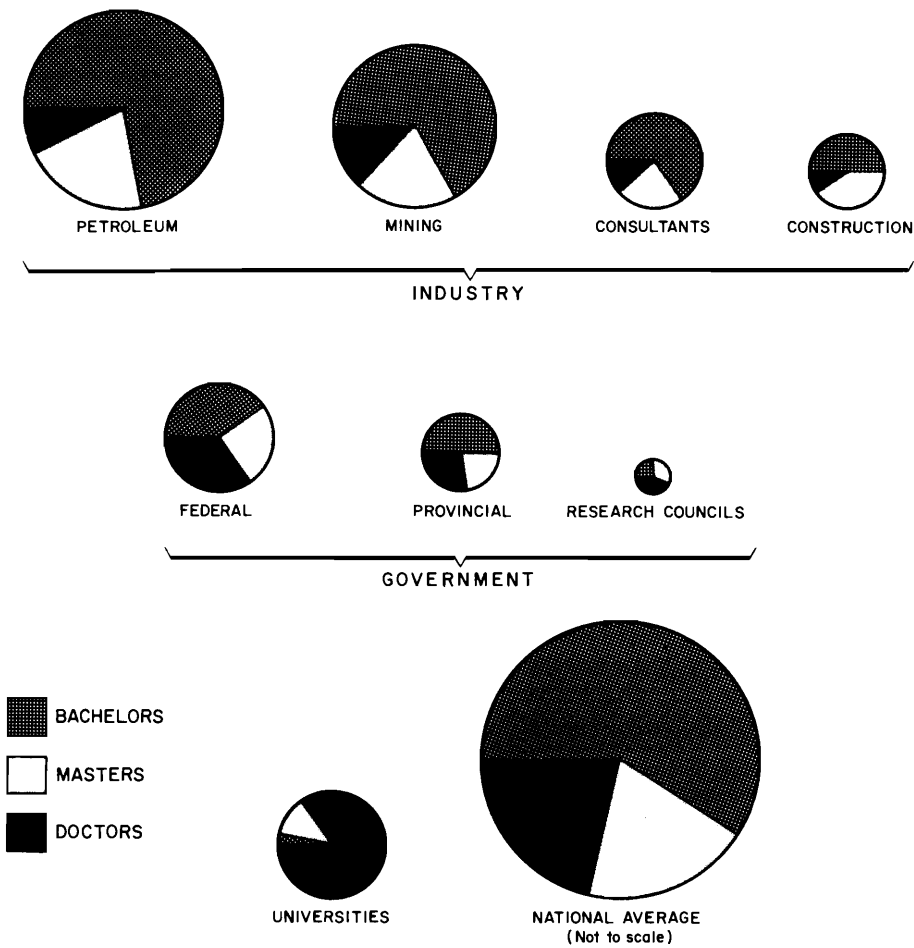 PETROLEUM
MINING
CONSULTANTS
CONSTRUCTION
INDUSTRY
FEDERAL
PROVINCIAL
RESEARCH COUNCILS
GOVERNMENT
BACHELORS
MASTERS
DOCTORS
UNIVERSITIES
NATIONAL AVERAGE
(Not to scale)